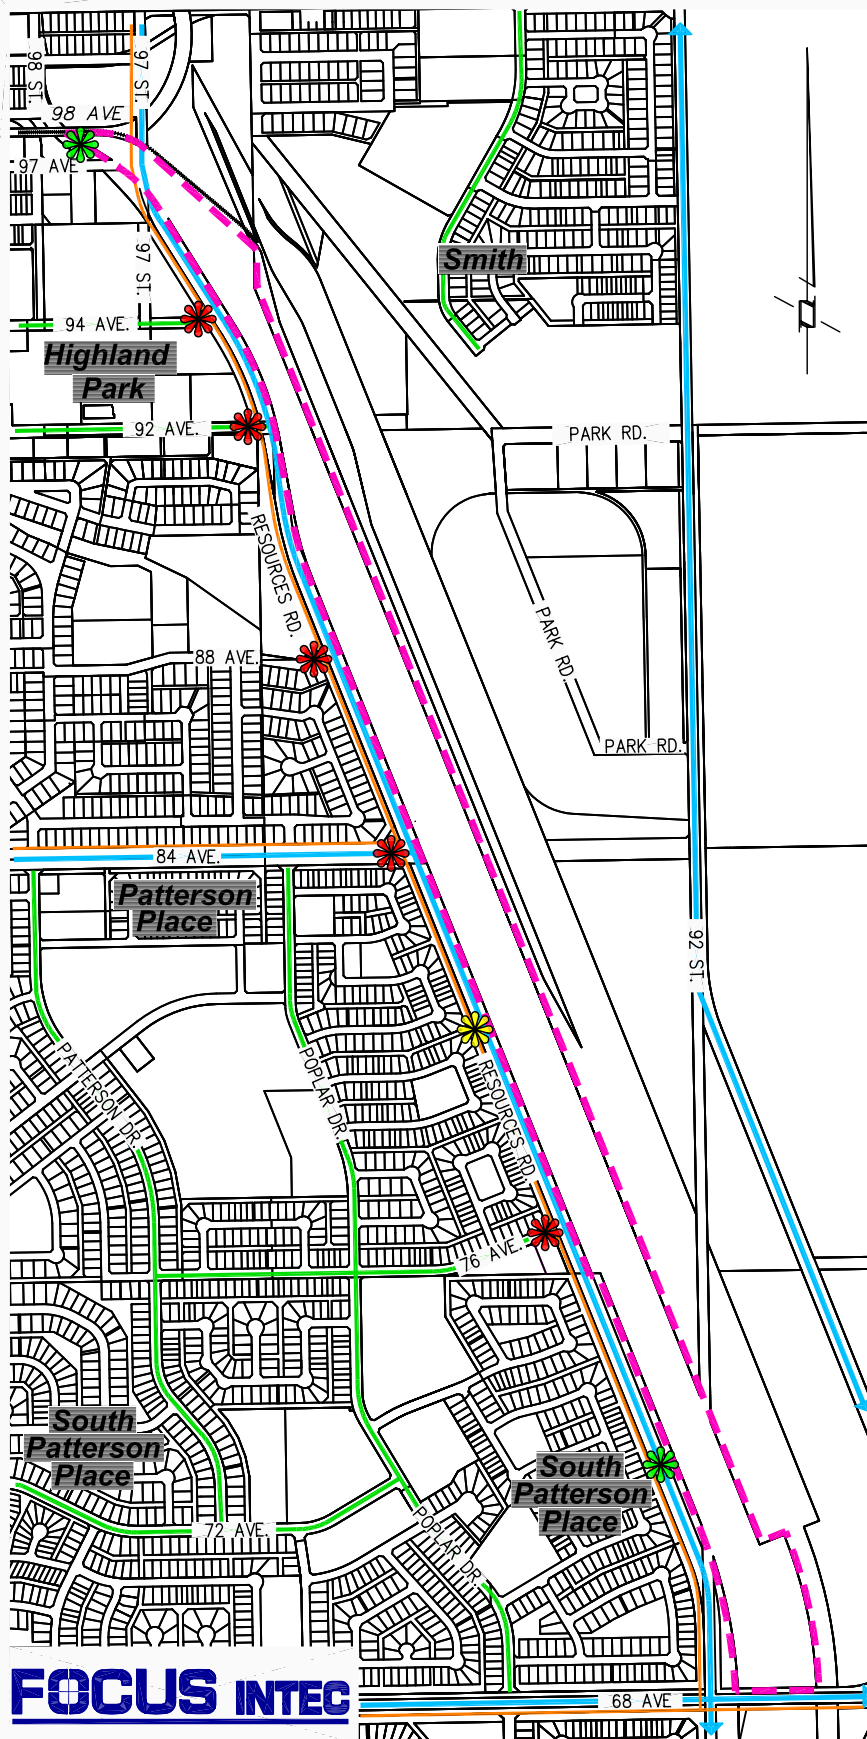 98 ST.
97 ST.
98 AVE
97 AVE
97 ST.
Smith
94 AVE.
Highland
Park
92 AVE.
PARK RD.
RESOURCES RD.
PARK RD.
88 AVE.
PARK RD.
84 AVE.
Patterson
Place
92 ST.
PATTERSON DR.
POPLAR DR.
RESOURCES RD.
76 AVE.
South
Patterson
Place
South
Patterson
Place
72 AVE.
POPLAR DR.
FOCUS INTEC
68 AVE